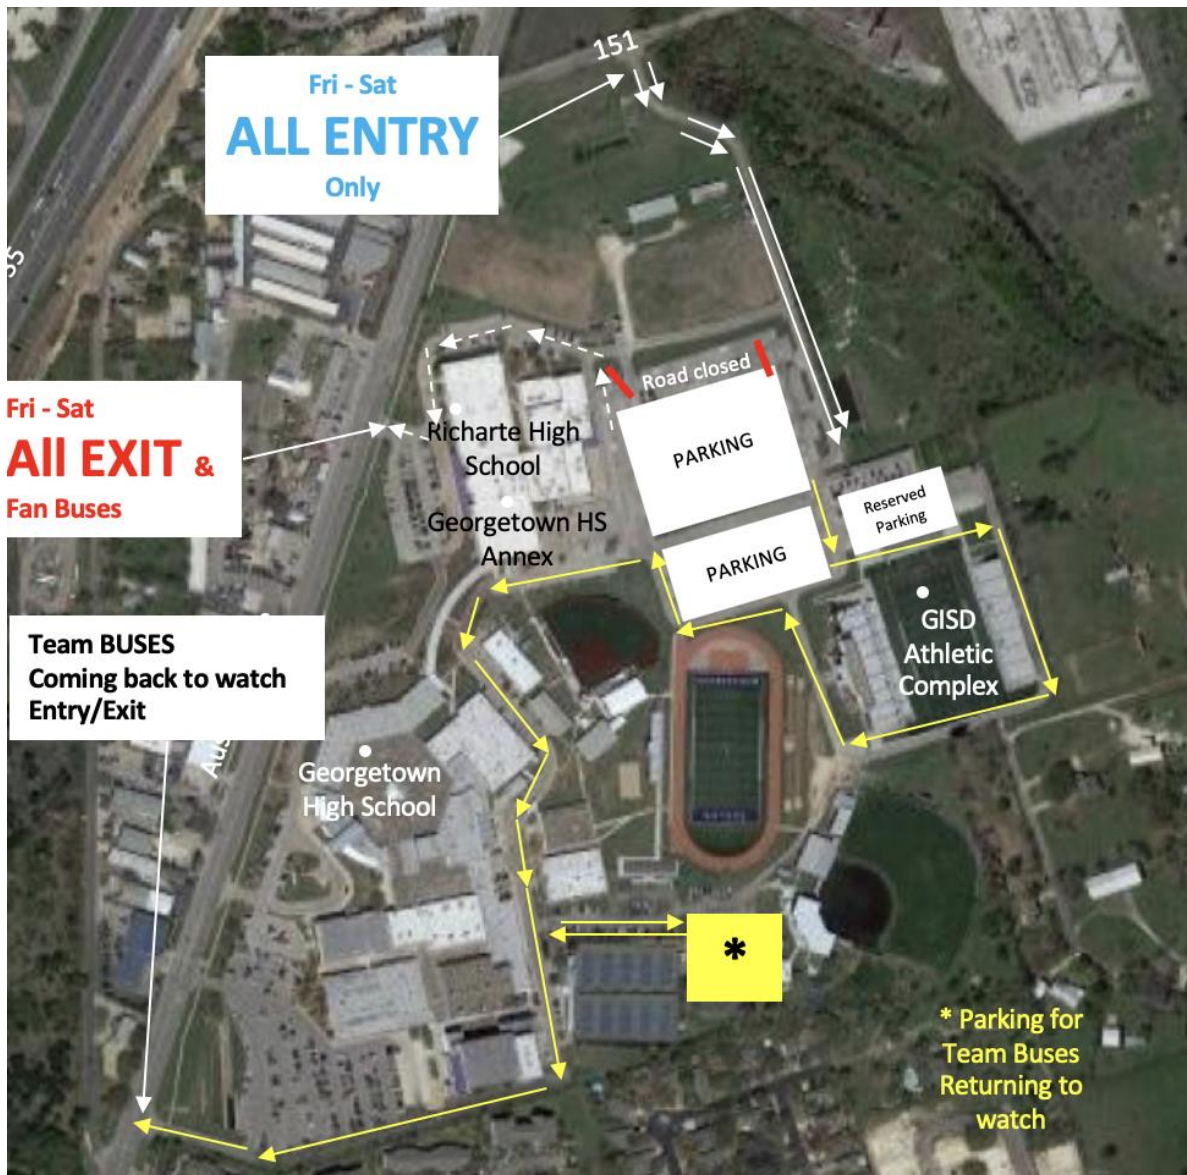 151
Fri - Sat
ALL ENTRY
Only
35
Road closed
Fri - Sat
All EXIT &
Fan Buses
Richarte High
School
PARKING
Georgetown HS
Annex
Reserved
Parking
PARKING
GISD
Athletic
Complex
Team BUSES
Coming back to watch
Entry/Exit
Aus
Georgetown
High School
*
* Parking for
Team Buses
Returning to
watch